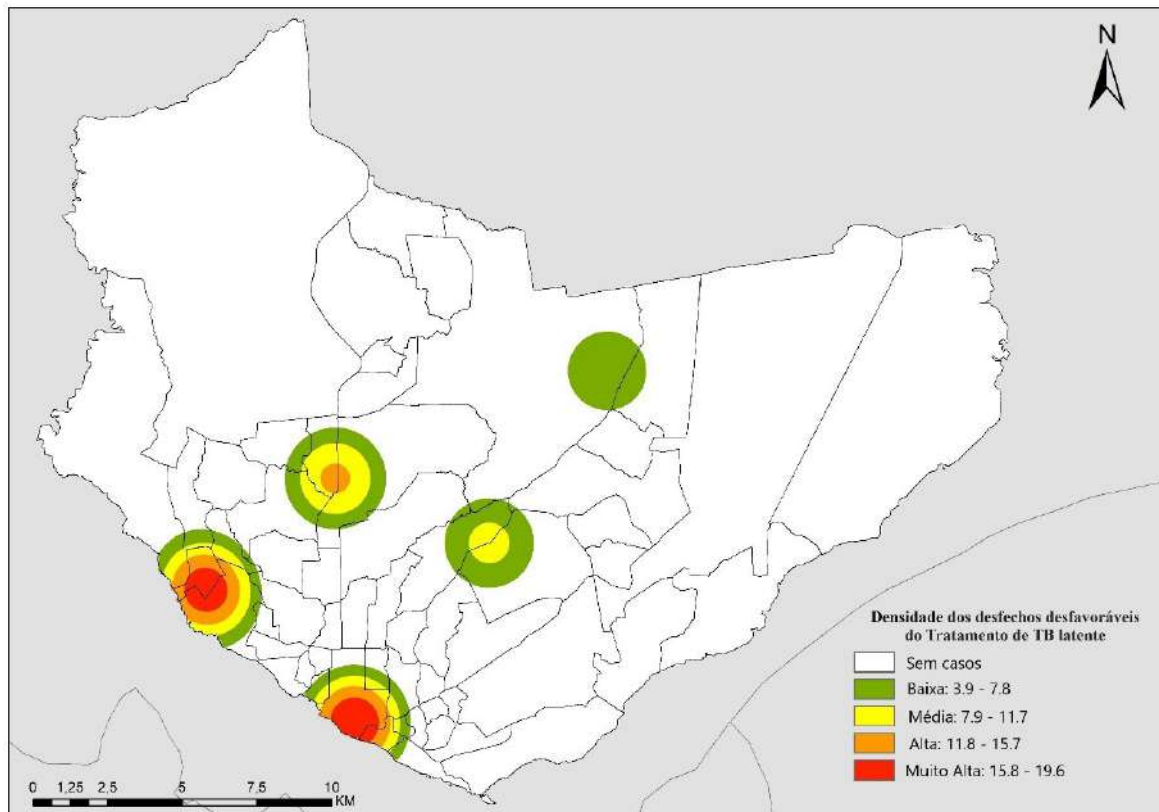 N
Densidade dos desfechos desfavoráveis
do Tratamento de TB latente
Sem casos
Baixa: 3.9 - 7.8
Média: 7.9 - 11.7
Alta: 11.8 - 15.7
Muito Alta: 15.8 - 19.6
0 1,25 2,5 5 7,5 10
KM